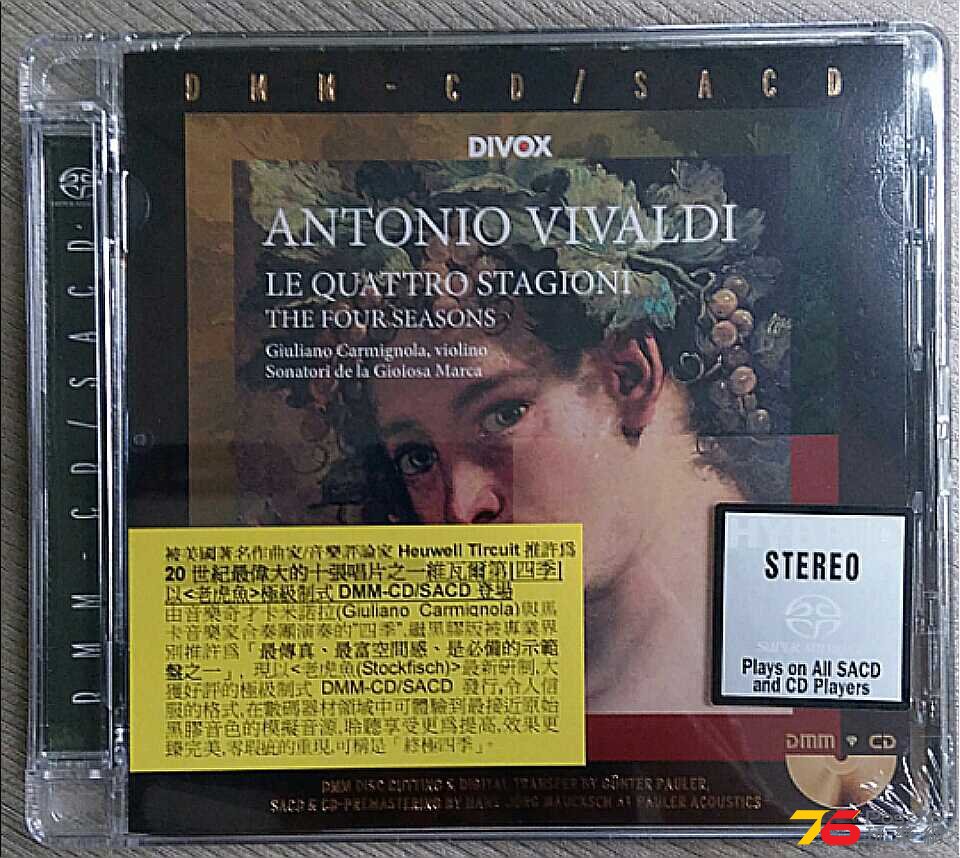 DMM-CD/SACD
DIVOX
ANTONIO VIVALDI
LE QUATTRO STAGIONI
THE FOUR SEASONS
Giuliano Carmignola, violino
Sonatori de la Gioiosa Marca
DMM-CD/SACD
被美國著名作曲家/音樂評論家 Heuwell Tircuit 推許爲
20 世紀最偉大的十張唱片之一維瓦爾第[四季]
以<老虎魚>極級制式 DMM-CD/SACD 登場
由音樂奇才卡米諾拉(Giuliano Carmignola)與馬
卡音樂家合奏團演奏的"四季",繼黑膠版被專業界
別推許爲「最傳真、最富空間感、是必備的示範
盤之一」, 現以<老虎魚(Stockfisch)>最新研制,大
獲好評的極級制式 DMM-CD/SACD 發行,令人信
服的格式,在數碼器材領域中可體驗到最接近原始
黑膠音色的模擬音源,聆聽享受更爲提高,效果更
臻完美,零瑕疵的重現,可稱是「終極四季」。
STEREO
SUPER AUDIO CD
Plays on All SACD
and CD Players
DMM CD
DMM DISC CUTTING & DIGITAL TRANSFER BY GÜNTER PAULER,
SACD & CD-PREMASTERING BY HANS-JÖRG MAUCKSCH AT PAULER ACOUSTICS
76